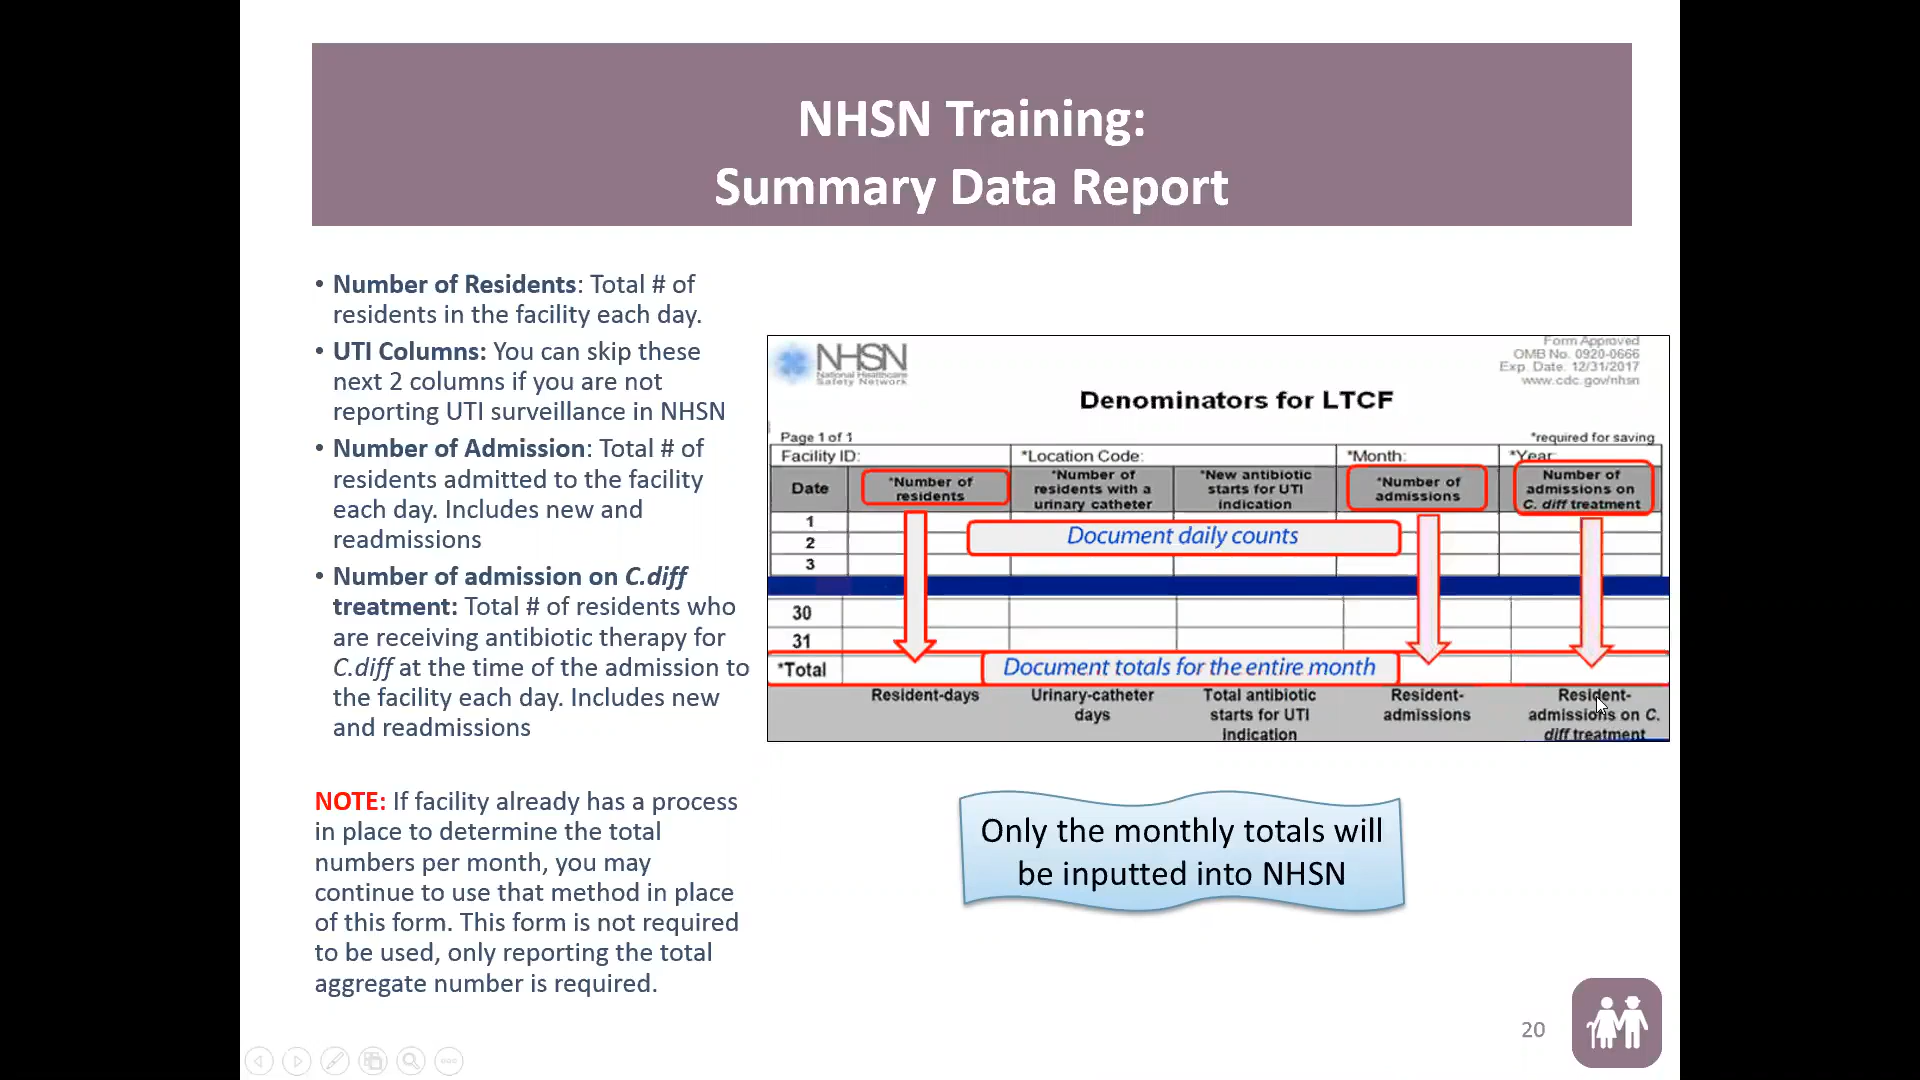 NHSN Training:
Summary Data Report
• Number of Residents: Total # of
residents in the facility each day.
• UTI Columns: You can skip these
next 2 columns if you are not
reporting UTI surveillance in NHSN
• Number of Admission: Total # of
residents admitted to the facility
each day. Includes new and
readmissions
• Number of admission on C.diff
treatment: Total # of residents who
are receiving antibiotic therapy for
C.diff at the time of the admission to
the facility each day. Includes new
and readmissions
NOTE: If facility already has a process
in place to determine the total
numbers per month, you may
continue to use that method in place
of this form. This form is not required
to be used, only reporting the total
aggregate number is required.
NHSN
National Healthcare
Safety Network
Form Approved
OMB No. 0920-0666
Exp. Date: 12/31/2017
www.cdc.gov/nhsn
Denominators for LTCF
Page 1 of 1
*required for saving
Facility ID:
*Location Code:
*Month:
*Year:
Date
*Number of
residents
*Number of
residents with a
urinary catheter
*New antibiotic
starts for UTI
indication
*Number of
admissions
Number of
admissions on
C. diff treatment
1
2
3
Document daily counts
30
31
*Total
Document totals for the entire month
Resident-days
Urinary-catheter
days
Total antibiotic
starts for UTI
indication
Resident-
admissions
Resident-
admissions on C.
diff treatment
Only the monthly totals will
be inputted into NHSN
20